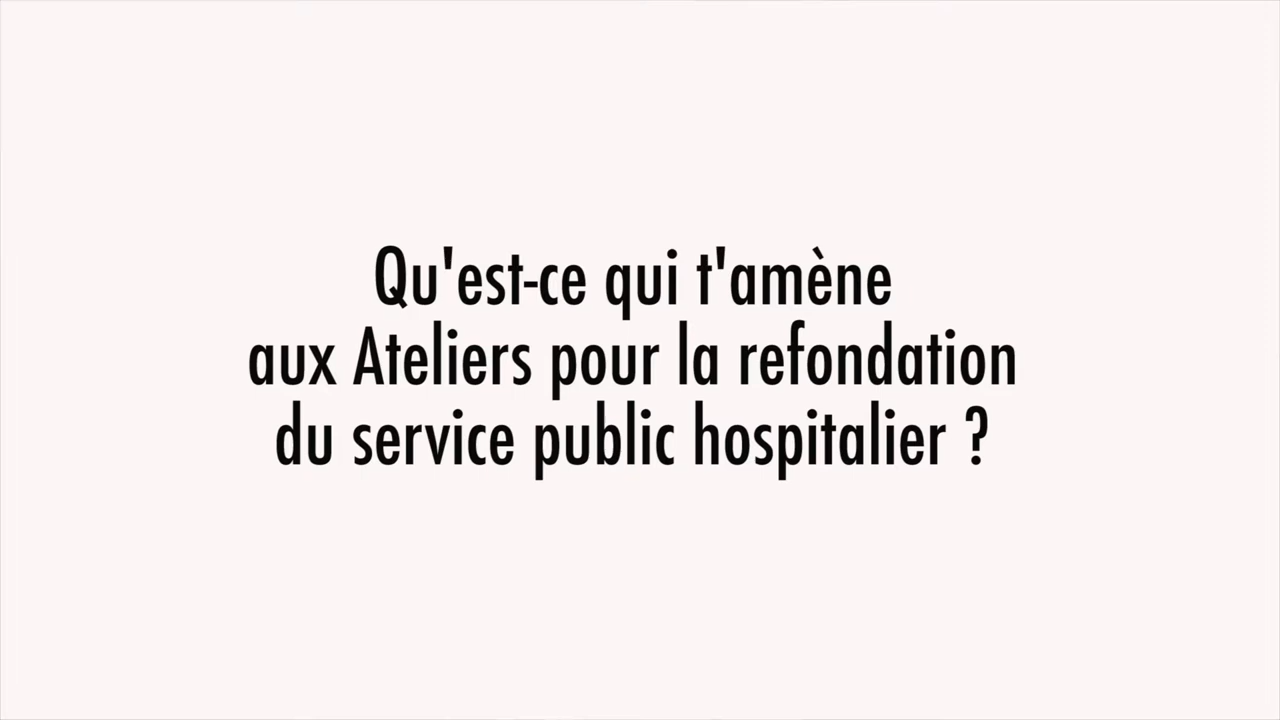 Qu'est-ce qui t'amène
aux Ateliers pour la refondation
du service public hospitalier ?